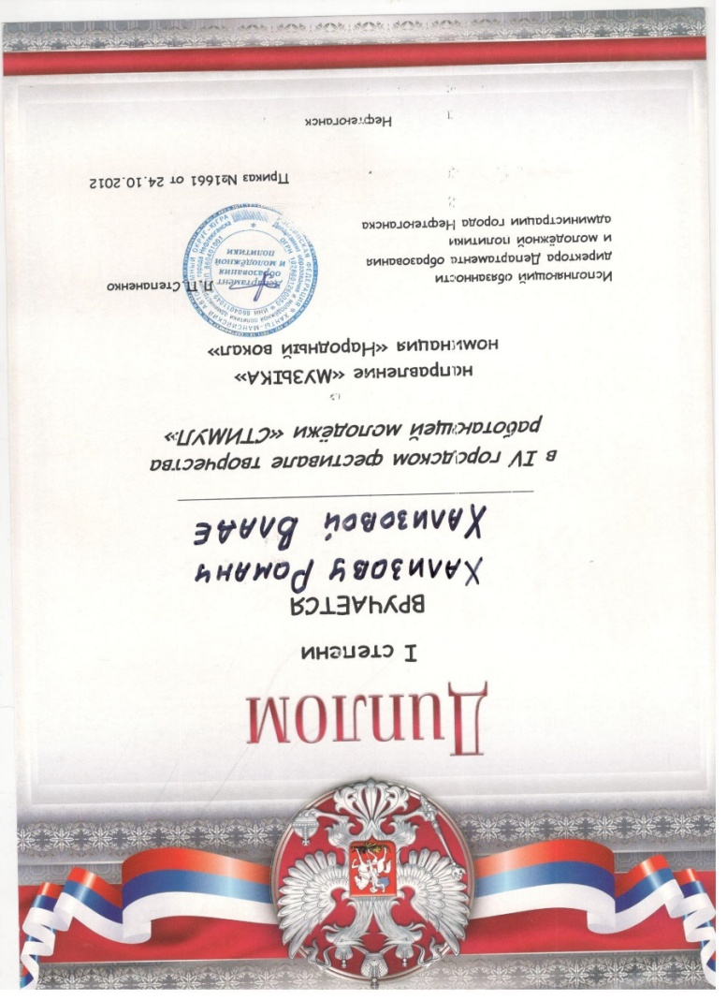 Диплом
I степени
ВРУЧАЕТСЯ
Хализову Роману
Хализовой Владе
в IV городском фестивале творчества
работающей молодёжи «СТИМУЛ»
направление «МУЗЫКА»
номинация «Народный вокал»
Исполняющий обязанности
директора Департамента образования
и молодёжной политики
администрации города Нефтеюганска
Л.П.Степаненко
Департамент
образования
и молодёжной
политики
Приказ №1661 от 24.10.2012
Нефтеюганск